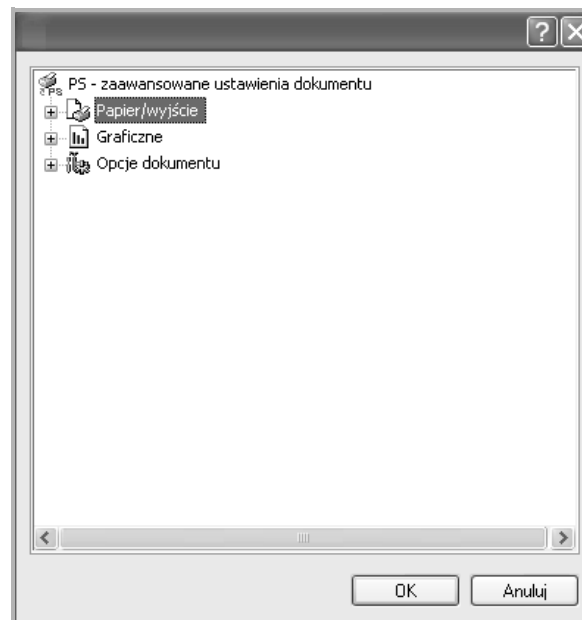 PS - zaawansowane ustawienia dokumentu
Papier/wyjście
Graficzne
Opcje dokumentu
OK
Anuluj